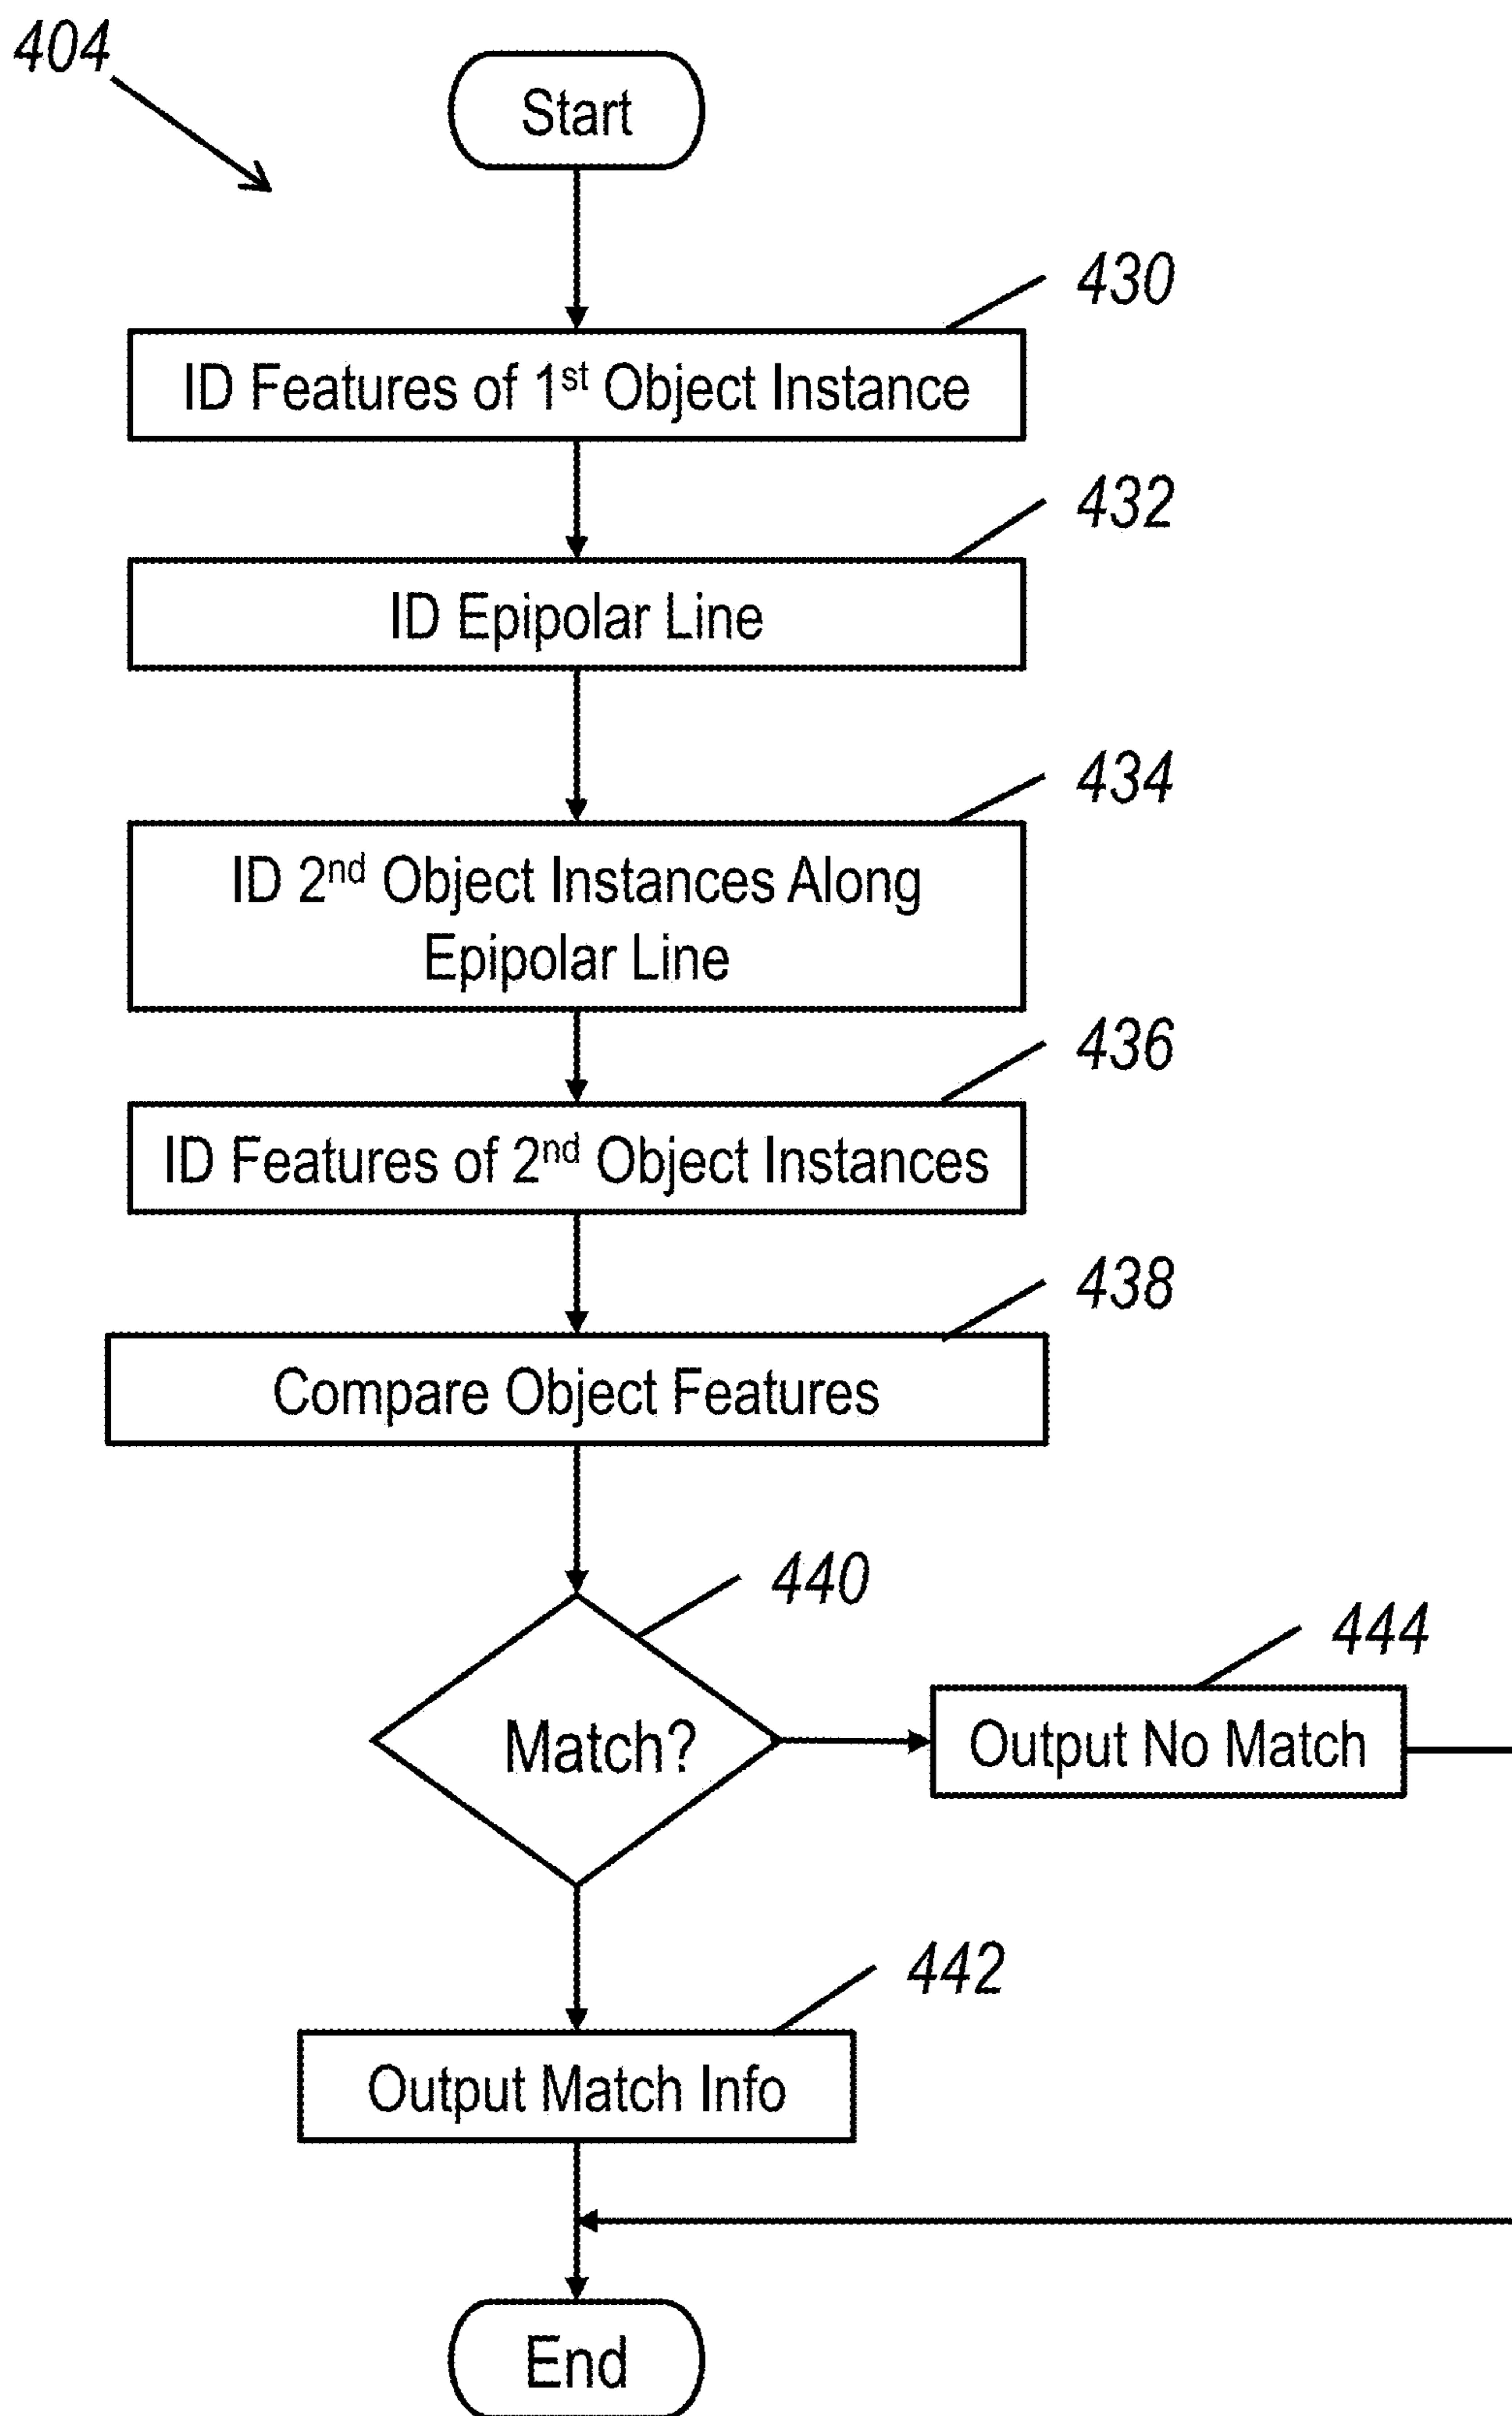 404
Start
430
ID Features of 1st Object Instance
432
ID Epipolar Line
434
ID 2nd Object Instances Along
Epipolar Line
436
ID Features of 2nd Object Instances
438
Compare Object Features
440
Match?
444
Output No Match
442
Output Match Info
End